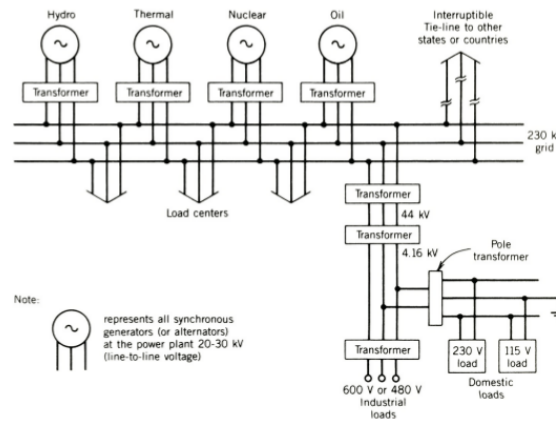 Hydro
Thermal
Nuclear
Oil
Interruptible
Tie-line to other
states or countries
Transformer
Transformer
Transformer
Transformer
230 k
grid
Load centers
Transformer
44 kV
Transformer
4.16 kV
Pole
transformer
Note:
represents all synchronous
generators (or alternators)
at the power plant 20-30 kV
(line-to-line voltage)
Transformer
230 V
load
115 V
load
Domestic
loads
600 V or 480 V
Industrial
loads